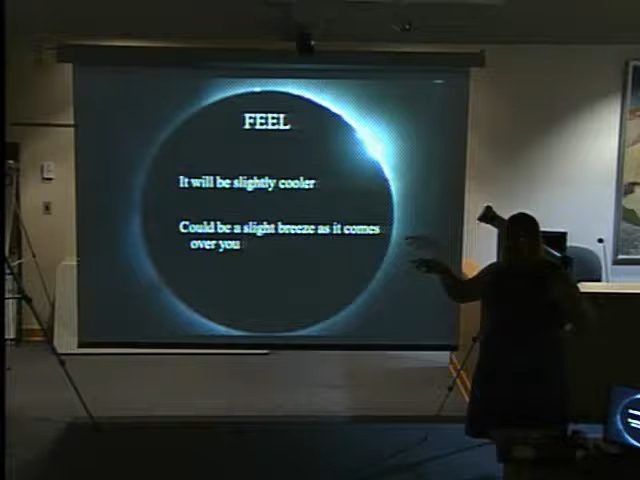 FEEL
It will be slightly cooler
Could be a slight breeze as it comes
over you